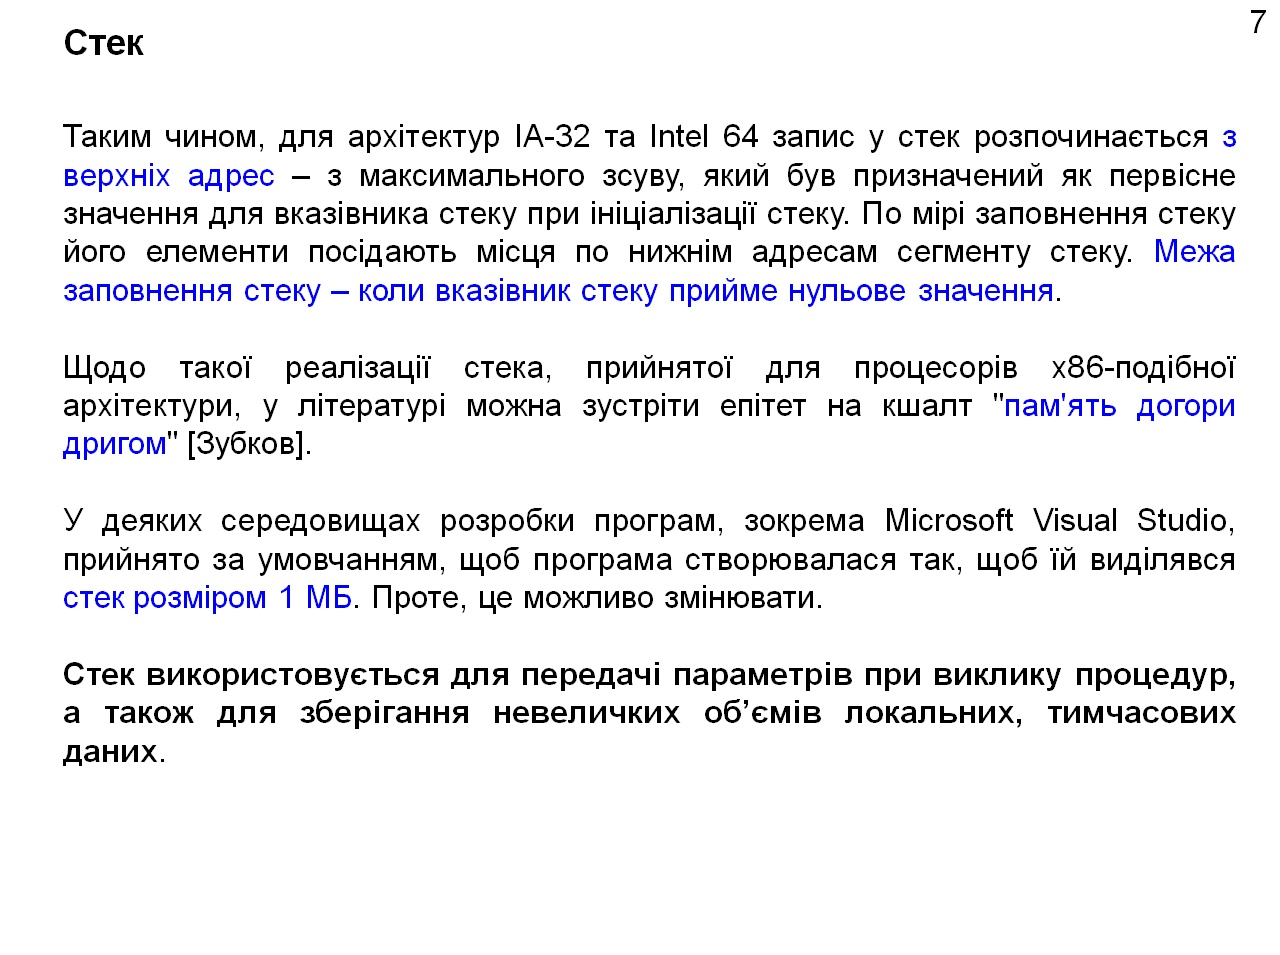 7
Стек
Таким чином, для архітектур IA-32 та Intel 64 запис у стек розпочинається з
верхніх адрес – з максимального зсуву, який був призначений як первісне
значення для вказівника стеку при ініціалізації стеку. По мірі заповнення стеку
його елементи посідають місця по нижнім адресам сегменту стеку. Межа
заповнення стеку – коли вказівник стеку прийме нульове значення.
Щодо такої реалізації стека, прийнятої для процесорів x86-подібної
архітектури, у літературі можна зустріти епітет на кшалт "пам'ять догори
дригом" [Зубков].
У деяких середовищах розробки програм, зокрема Microsoft Visual Studio,
прийнято за умовчанням, щоб програма створювалася так, щоб їй виділявся
стек розміром 1 МБ. Проте, це можливо змінювати.
Стек використовується для передачі параметрів при виклику процедур,
а також для зберігання невеличких об’ємів локальних, тимчасових
даних.